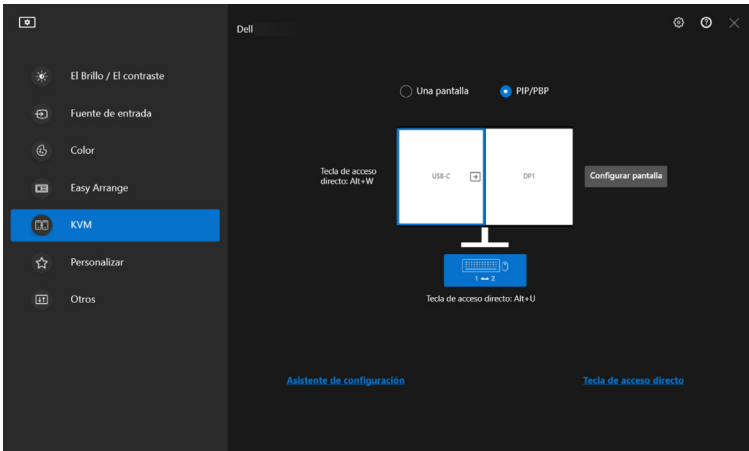 Dell
El Brillo / El contraste
Fuente de entrada
Color
Easy Arrange
KVM
Personalizar
Otros
Una pantalla
PIP/PBP
Tecla de acceso
directo: Alt+W
USB-C
DP1
Configurar pantalla
1 2
Tecla de acceso directo: Alt+U
Asistente de configuración
Tecla de acceso directo